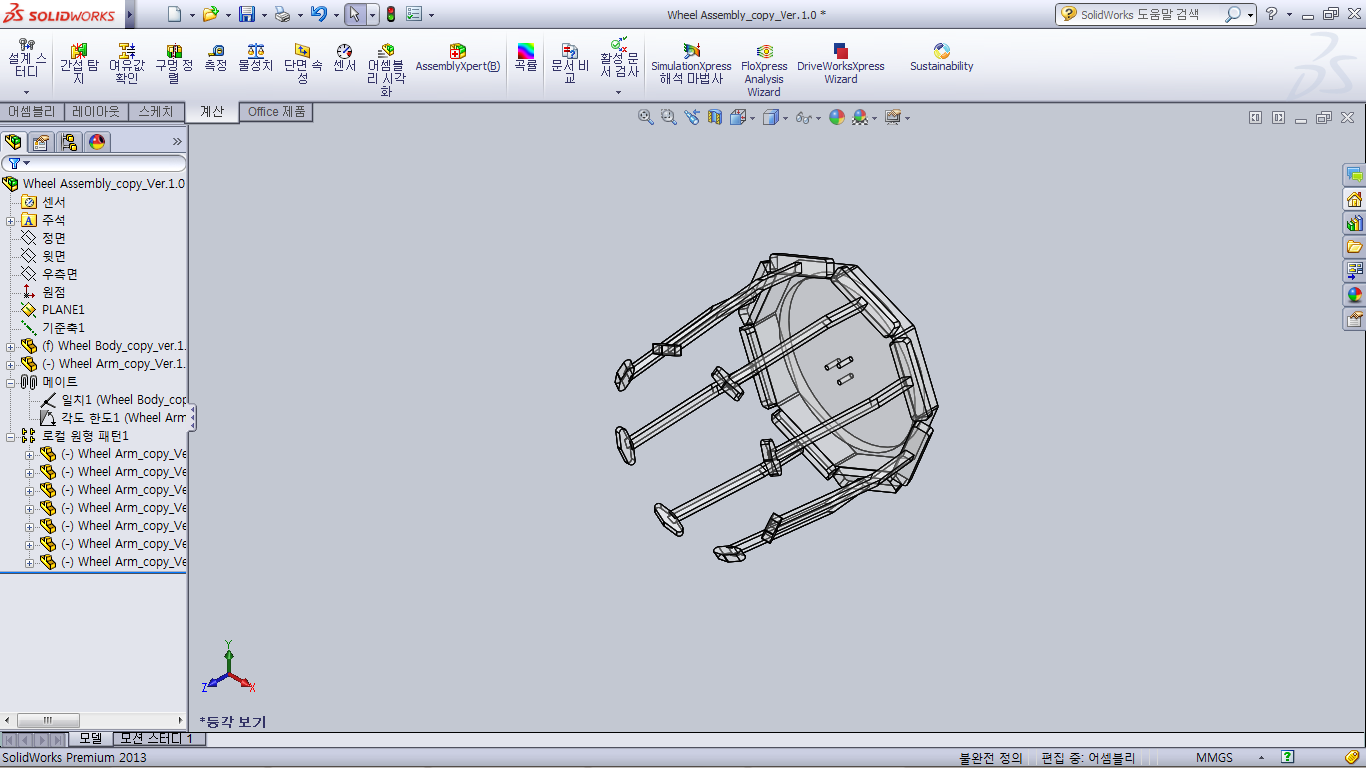 SOLIDWORKS
Wheel Assembly_copy_Ver.1.0 *
SolidWorks 도움말 검색
설계 스터디
간섭 탐지
여유값 확인
구멍 정렬
측정
물성치
단면 속성
센서
어셈블리 시각화
AssemblyXpert(B)
곡률
문서 비교
활성 문서 검사
SimulationXpress 해석 마법사
FloXpress Analysis Wizard
DriveWorksXpress Wizard
Sustainability
어셈블리
레이아웃
스케치
계산
Office 제품
Wheel Assembly_copy_Ver.1.0
센서
주석
정면
윗면
우측면
원점
PLANE1
기준축1
(f) Wheel Body_copy_ver.1.
(-) Wheel Arm_copy_Ver.1.
메이트
일치1 (Wheel Body_cop
각도 한도1 (Wheel Arm
로컬 원형 패턴1
(-) Wheel Arm_copy_Ve
(-) Wheel Arm_copy_Ve
(-) Wheel Arm_copy_Ve
(-) Wheel Arm_copy_Ve
(-) Wheel Arm_copy_Ve
(-) Wheel Arm_copy_Ve
(-) Wheel Arm_copy_Ve
Y
Z
X
*등각 보기
모델
모션 스터디 1
SolidWorks Premium 2013
불완전 정의
편집 중: 어셈블리
MMGS